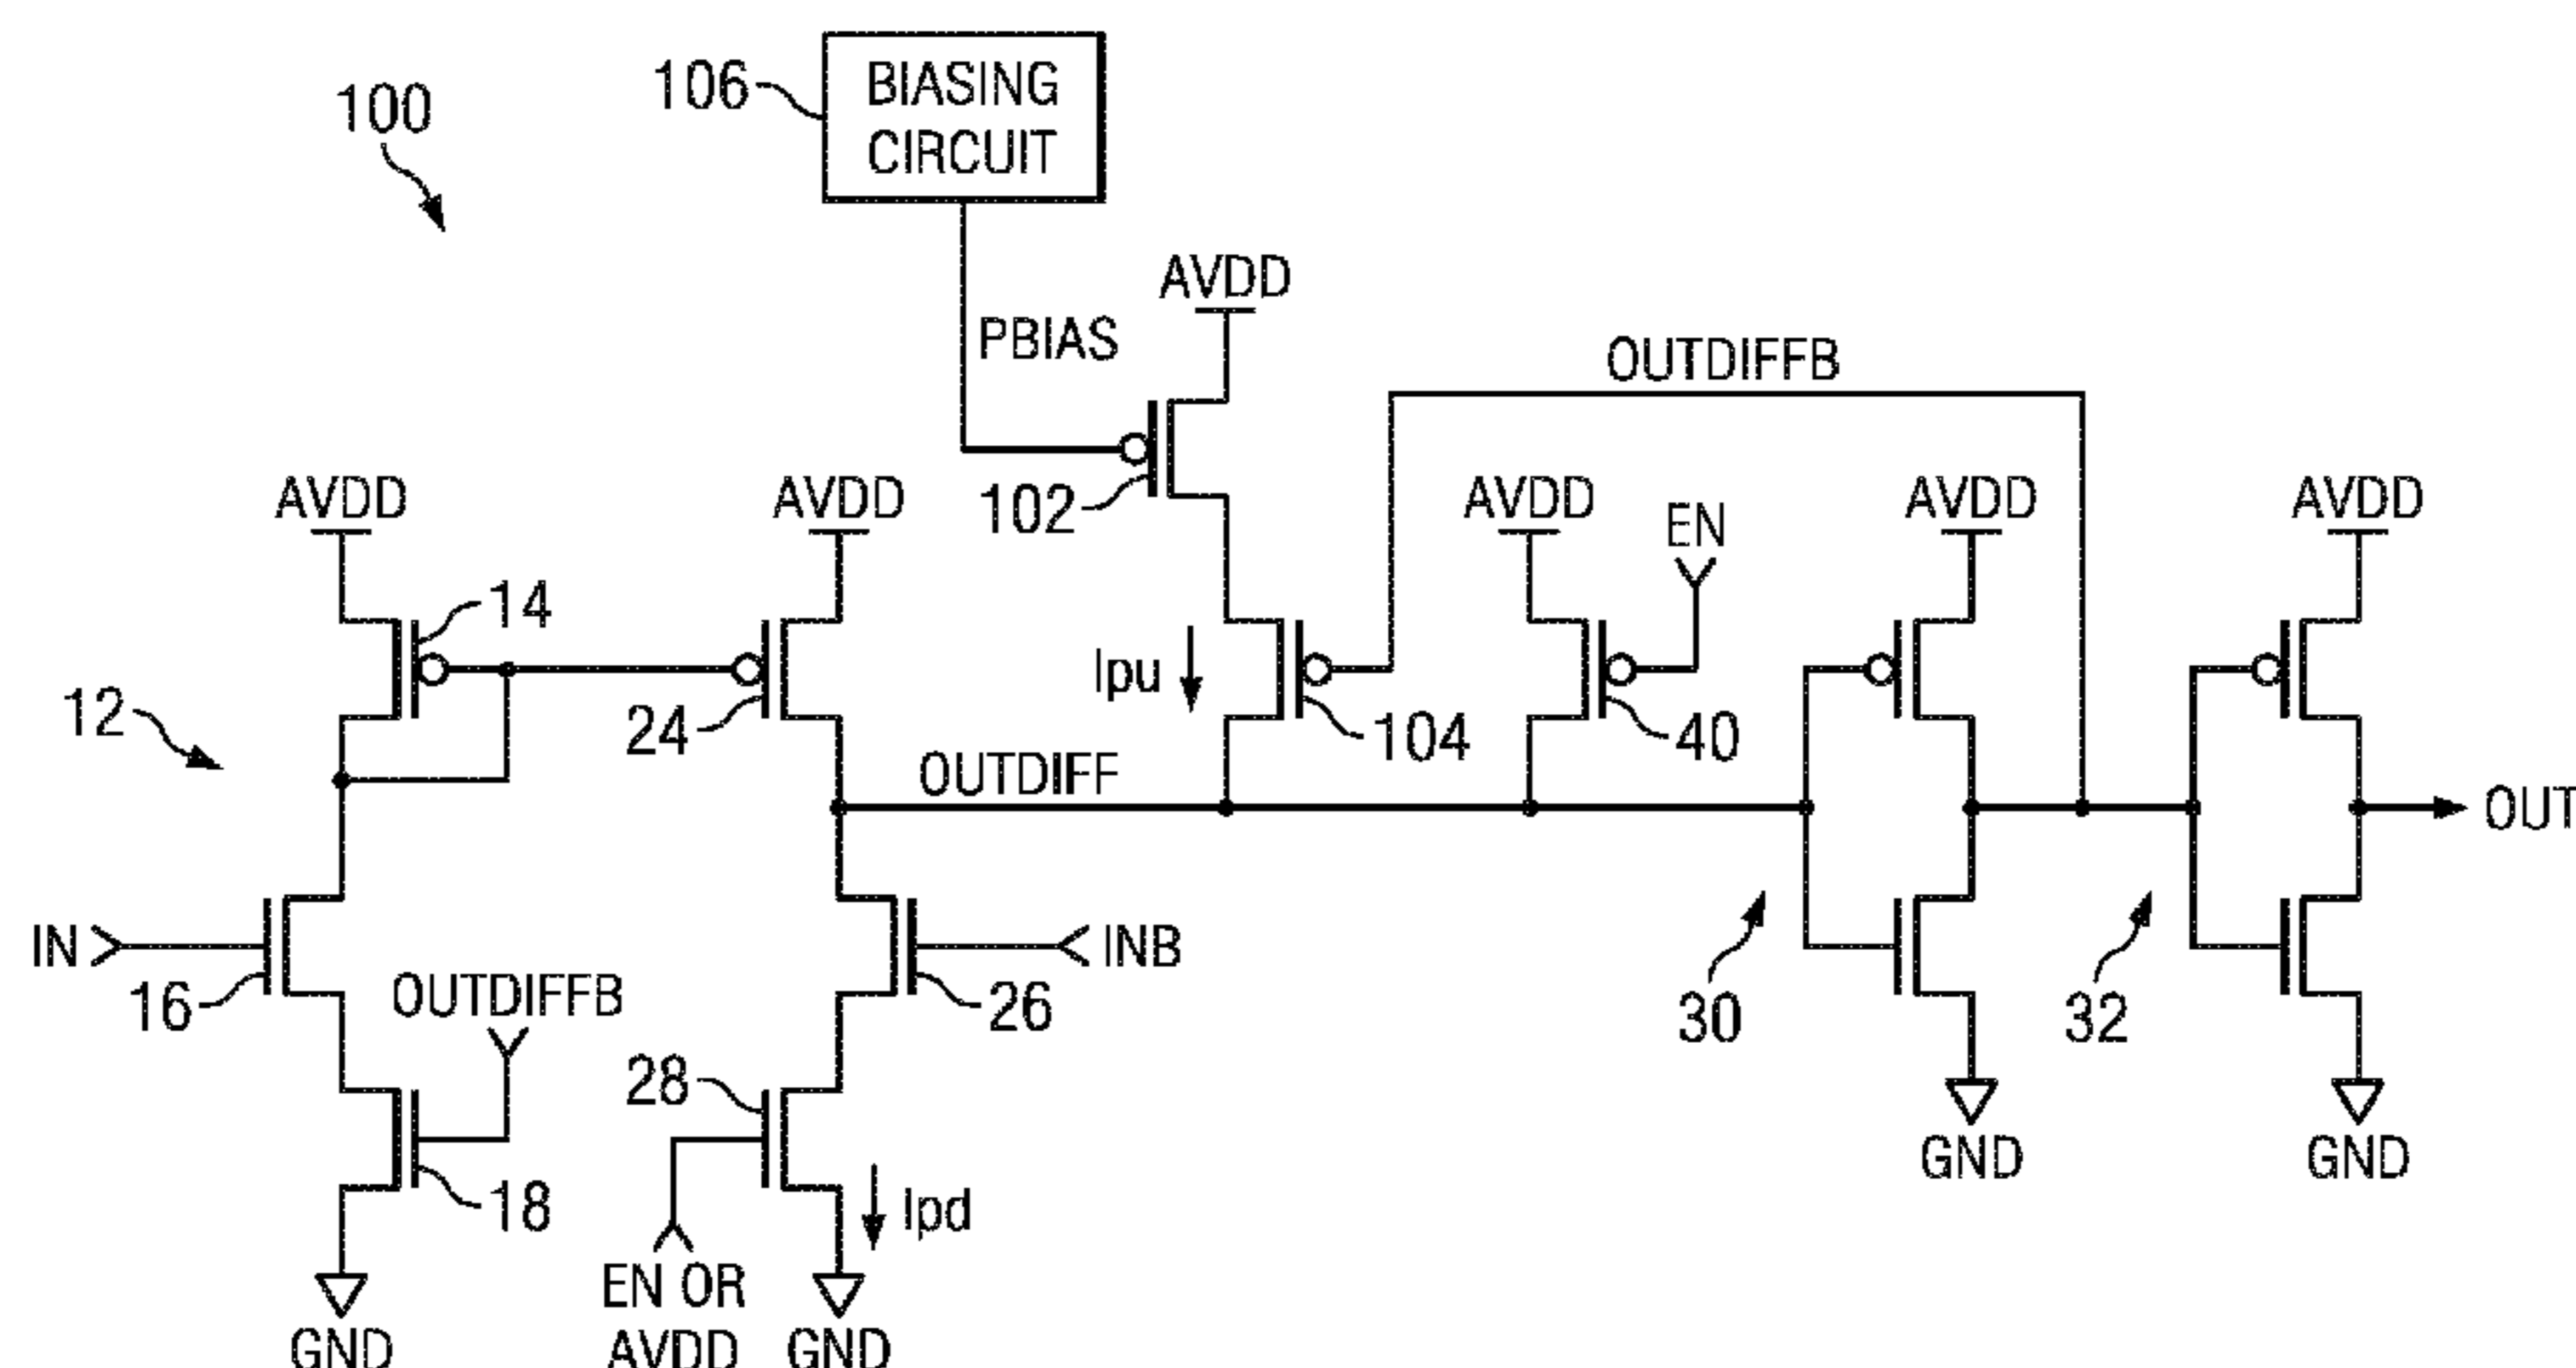 106
BIASING
CIRCUIT
100
AVDD
PBIAS
OUTDIFFB
102
AVDD
AVDD
AVDD
EN
AVDD
AVDD
14
12
24
Ipu
104
40
OUTDIFF
OUT
IN
16
OUTDIFFB
INB
26
30
32
28
18
Ipd
GND
GND
EN OR
AVDD
GND
GND